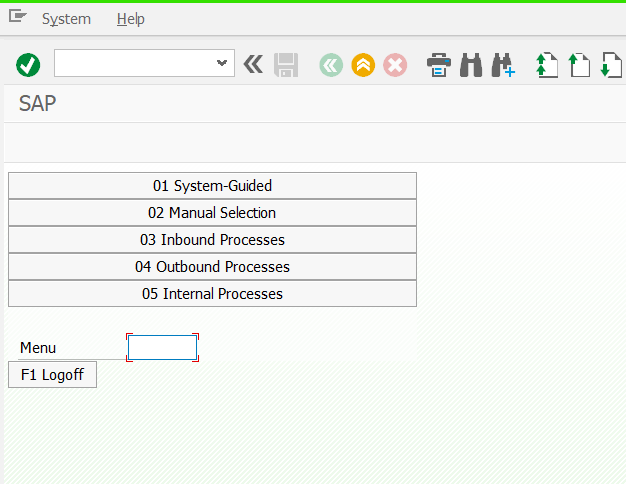 System Help
SAP
01 System-Guided
02 Manual Selection
03 Inbound Processes
04 Outbound Processes
05 Internal Processes
Menu
F1 Logoff